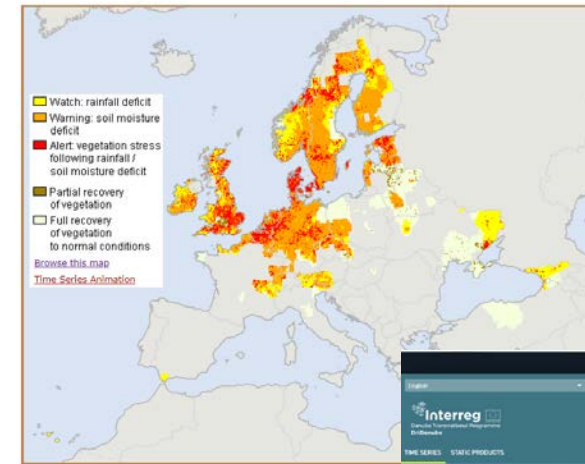 Watch: rainfall deficit
Warning: soil moisture
deficit
Alert: vegetation stress
following rainfall /
soil moisture deficit
Partial recovery
of vegetation
Full recovery
of vegetation
to normal conditions
Browse this map
Time Series Animation
English
Interreg
Danube Transnational Programme
DriDanube
TIME SERIES STATIC PRODUCTS